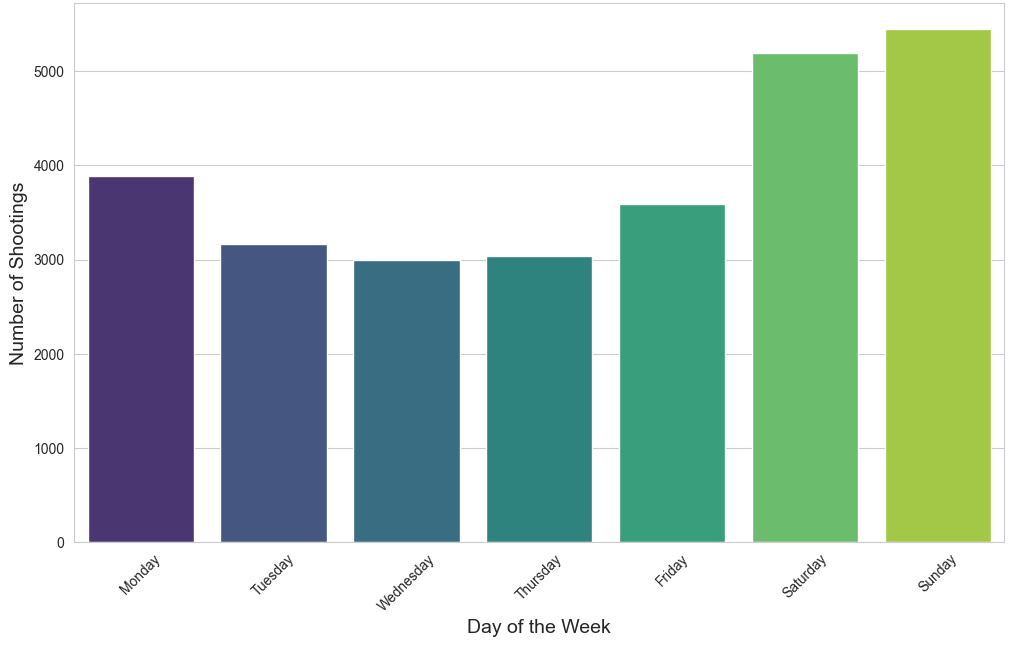 Number of Shootings
5000
4000
3000
2000
1000
0
Monday
Tuesday
Wednesday
Thursday
Friday
Saturday
Sunday
Day of the Week